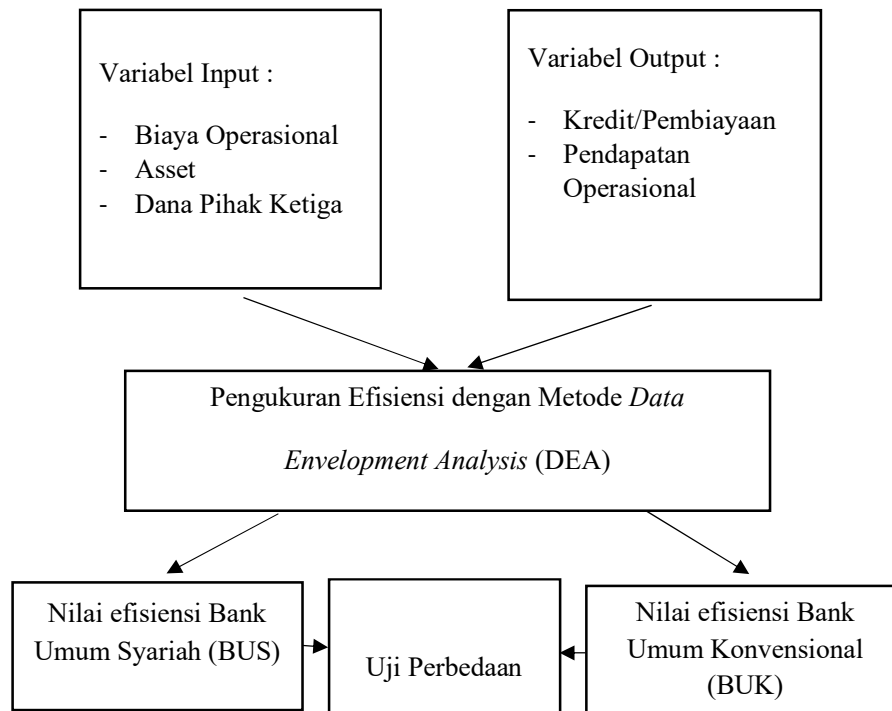 Variabel Input :
- Biaya Operasional
- Asset
- Dana Pihak Ketiga
Variabel Output :
- Kredit/Pembiayaan
- Pendapatan
Operasional
Pengukuran Efisiensi dengan Metode Data
Envelopment Analysis (DEA)
Nilai efisiensi Bank
Umum Syariah (BUS)
Uji Perbedaan
Nilai efisiensi Bank
Umum Konvensional
(BUK)